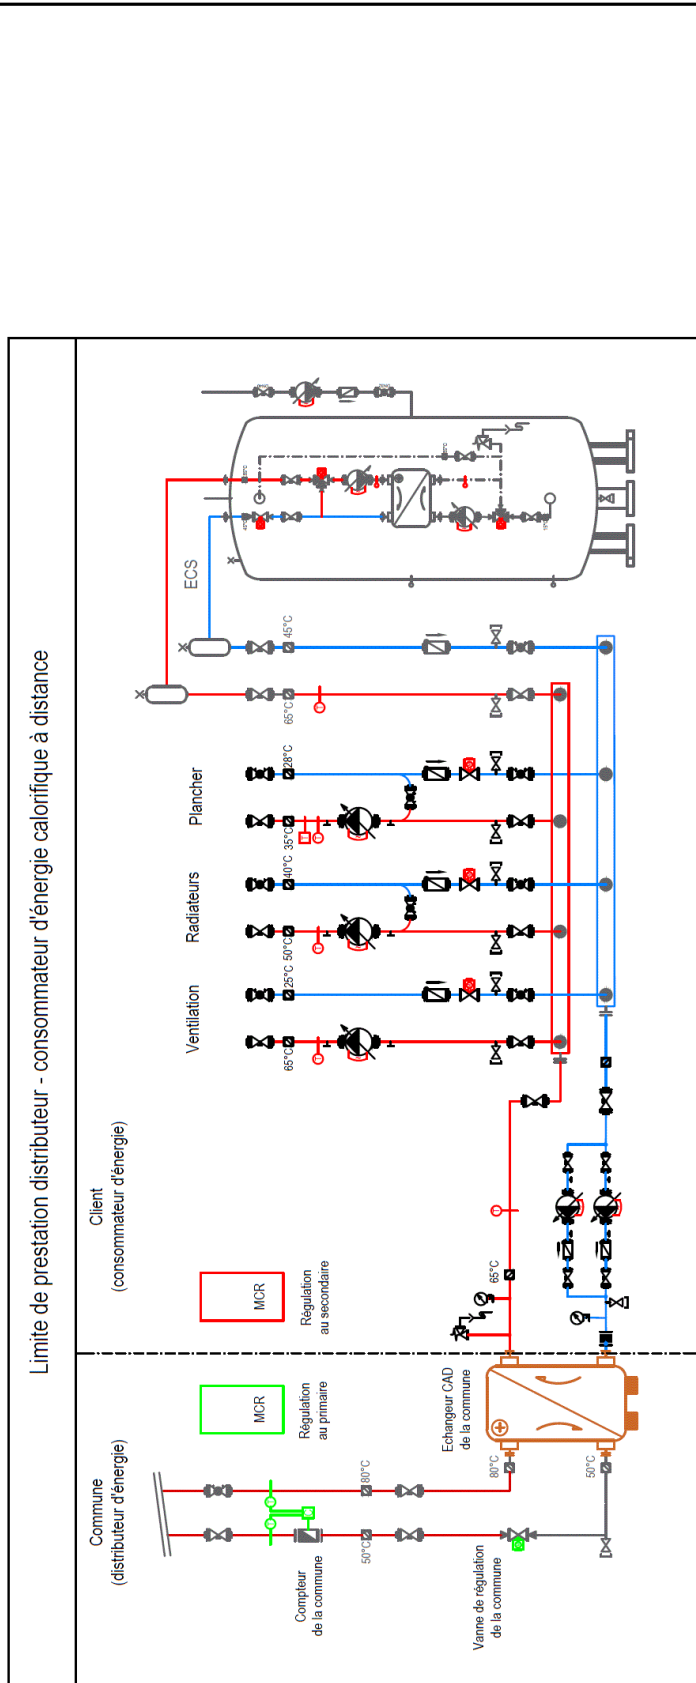 Limite de prestation distributeur - consommateur d'énergie calorifique à distance
Commune
(distributeur d'énergie)
Client
(consommateur d'énergie)
MCR
Régulation
au primaire
MCR
Régulation
au secondaire
Ventilation
Radiateurs
Plancher
ECS
65°C
25°C
50°C
40°C
35°C
28°C
65°C
45°C
80°C
50°C
Compteur
de la commune
Vanne de régulation
de la commune
Echangeur CAD
de la commune
80°C
50°C
65°C